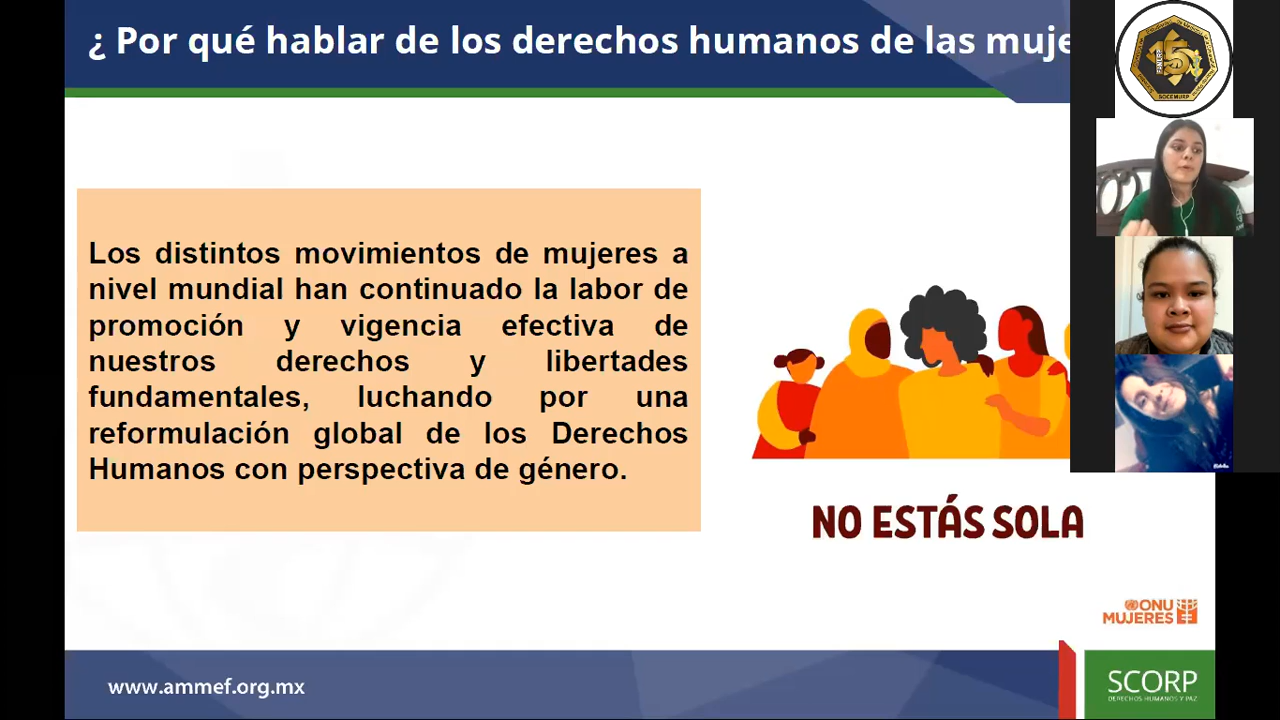 ¿ Por qué hablar de los derechos humanos de las muje
Los distintos movimientos de mujeres a
nivel mundial han continuado la labor de
promoción y vigencia efectiva de
nuestros derechos y libertades
fundamentales, luchando por una
reformulación global de los Derechos
Humanos con perspectiva de género.
NO ESTÁS SOLA
ONU
MUJERES
www.ammef.org.mx
SCORP
DERECHOS HUMANOS Y PAZ
15
SOCEMURP